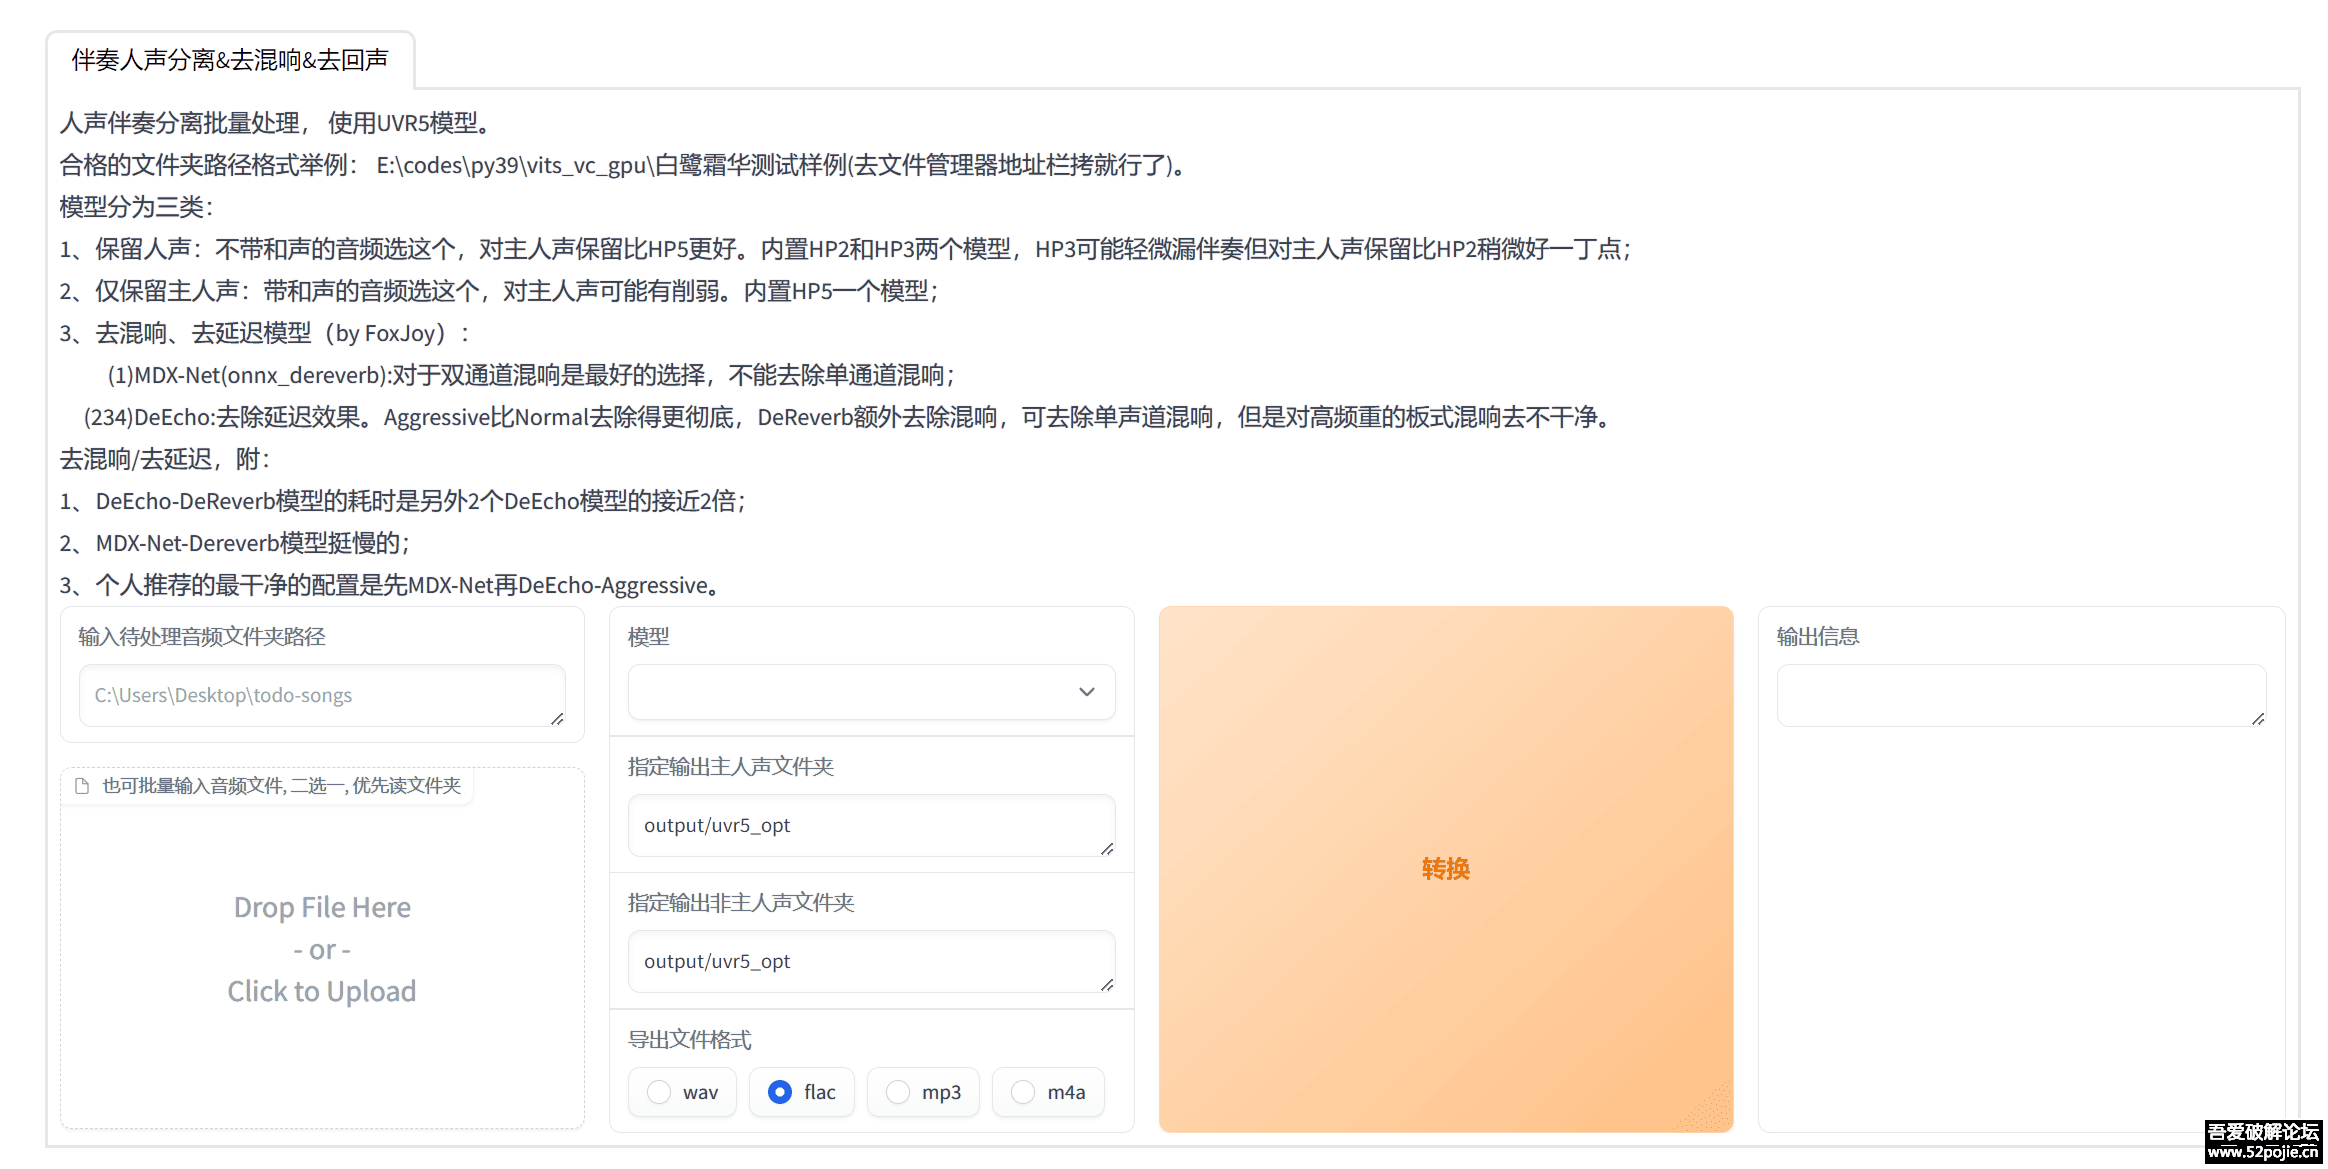 伴奏人声分离&去混响&去回声
人声伴奏分离批量处理， 使用UVR5模型。
合格的文件夹路径格式举例： E:\codes\py39\vits_vc_gpu\白鹭霜华测试样例(去文件管理器地址栏拷就行了)。
模型分为三类：
1、保留人声：不带和声的音频选这个，对主人声保留比HP5更好。内置HP2和HP3两个模型，HP3可能轻微漏伴奏但对主人声保留比HP2稍微好一丁点；
2、仅保留主人声：带和声的音频选这个，对主人声可能有削弱。内置HP5一个模型；
3、去混响、去延迟模型（by FoxJoy）：
(1)MDX-Net(onnx_dereverb):对于双通道混响是最好的选择，不能去除单通道混响；
(234)DeEcho:去除延迟效果。Aggressive比Normal去除得更彻底，DeReverb额外去除混响，可去除单声道混响，但是对高频重的板式混响去不干净。
去混响/去延迟，附：
1、DeEcho-DeReverb模型的耗时是另外2个DeEcho模型的接近2倍；
2、MDX-Net-Dereverb模型挺慢的；
3、个人推荐的最干净的配置是先MDX-Net再DeEcho-Aggressive。
输入待处理音频文件夹路径
C:\Users\Desktop\todo-songs
也可批量输入音频文件, 二选一, 优先读文件夹
Drop File Here
- or -
Click to Upload
模型
指定输出主人声文件夹
output/uvr5_opt
指定输出非主人声文件夹
output/uvr5_opt
导出文件格式
wav flac mp3 m4a
转换
输出信息
吾爱破解论坛
www.52pojie.cn